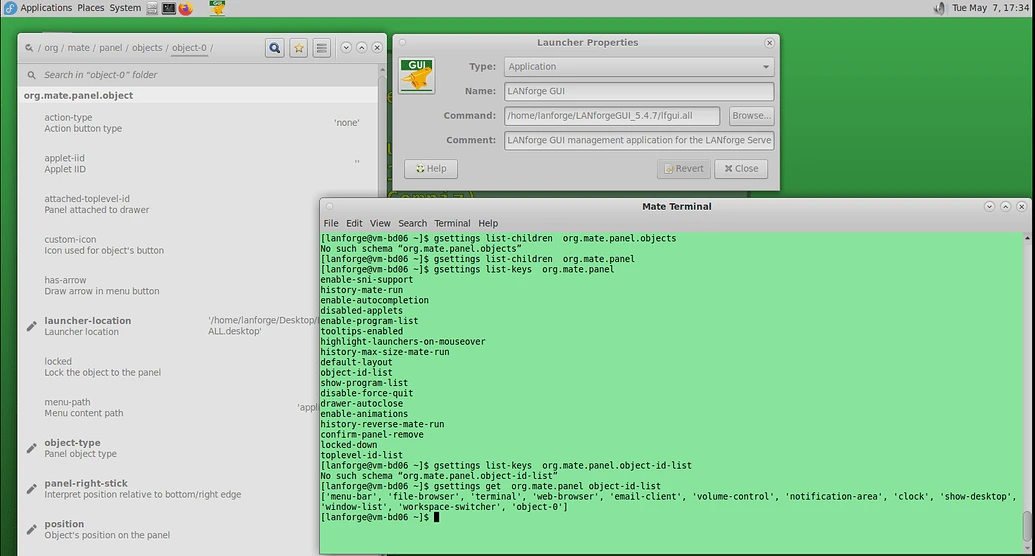 Applications Places System
GUI
Tue May 7, 17:34
/ org / mate / panel / objects / object-0 /
Search in “object-0” folder
org.mate.panel.object
action-type
Action button type
'none'
applet-iid
Applet IID
''
attached-toplevel-id
Panel attached to drawer
custom-icon
Icon used for object's button
has-arrow
Draw arrow in menu button
launcher-location
Launcher location
'/home/lanforge/Desktop/
ALL.desktop'
locked
Lock the object to the panel
menu-path
Menu content path
object-type
Panel object type
panel-right-stick
Interpret position relative to bottom/right edge
position
Object's position on the panel
Launcher Properties
GUI
Type: Application
Name: LANforge GUI
Command: /home/lanforge/LANforgeGUI_5.4.7/lfgui.all Browse...
Comment: LANforge GUI management application for the LANforge Serve
Help Revert Close
Mate Terminal
File Edit View Search Terminal Help
[lanforge@vm-bd06 ~]$ gsettings list-children  org.mate.panel.objects
No such schema “org.mate.panel.objects”
[lanforge@vm-bd06 ~]$ gsettings list-children  org.mate.panel
[lanforge@vm-bd06 ~]$ gsettings list-keys  org.mate.panel
enable-sni-support
history-mate-run
enable-autocompletion
disabled-applets
enable-program-list
tooltips-enabled
highlight-launchers-on-mouseover
history-max-size-mate-run
default-layout
object-id-list
show-program-list
disable-force-quit
drawer-autoclose
enable-animations
history-reverse-mate-run
confirm-panel-remove
locked-down
toplevel-id-list
[lanforge@vm-bd06 ~]$ gsettings list-keys  org.mate.panel.object-id-list
No such schema “org.mate.panel.object-id-list”
[lanforge@vm-bd06 ~]$ gsettings get  org.mate.panel object-id-list
['menu-bar', 'file-browser', 'terminal', 'web-browser', 'email-client', 'volume-control', 'notification-area', 'clock', 'show-desktop',
'window-list', 'workspace-switcher', 'object-0']
[lanforge@vm-bd06 ~]$